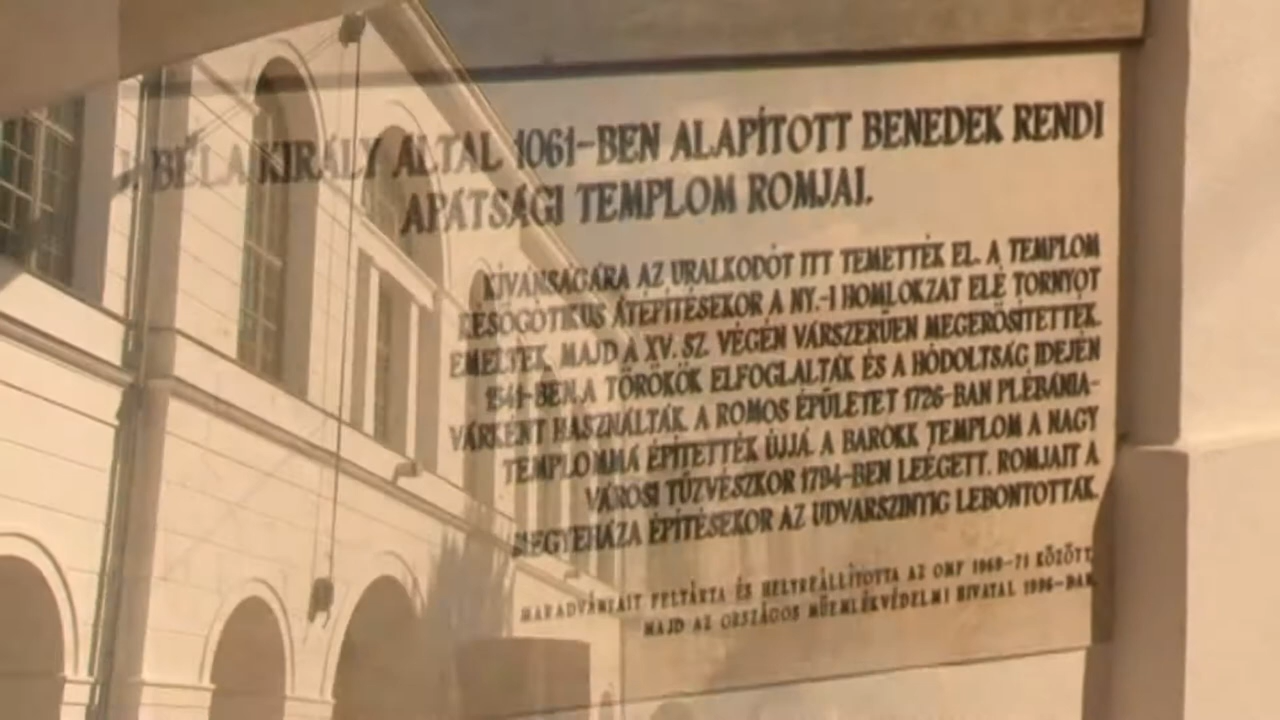 I. BÉLA KIRÁLY ÁLTAL 1061-BEN ALAPÍTOTT BENEDEK RENDI
APÁTSÁGI TEMPLOM ROMJAI.
KÍVÁNSÁGÁRA AZ URALKODÓT ITT TEMETTÉK EL. A TEMPLOM
KÉSŐGÓTIKUS ÁTÉPÍTÉSEKOR A NY.-I HOMLOKZAT ELÉ TORNYOT
EMELTEK, MAJD A XV. SZ. VÉGÉN VÁRSZERŰEN MEGERŐSÍTETTÉK.
1541-BEN A TÖRÖKÖK ELFOGLALTÁK ÉS A HÓDOLTSÁG IDEJÉN
VÁRKÉNT HASZNÁLTÁK. A ROMOS ÉPÜLETET 1726-BAN PLÉBÁNIA-
TEMPLOMMÁ ÉPÍTETTÉK ÚJJÁ. A BAROKK TEMPLOM A NAGY
VÁROSI TŰZVÉSZKOR 1794-BEN LEÉGETT. ROMJAIT A
MEGYEHÁZA ÉPÍTÉSEKOR AZ UDVARSZINTIG LEBONTOTTÁK.
MARADVÁNYAIT FELTÁRTA ÉS HELYREÁLLÍTOTTA AZ OMF 1968-71 KÖZÖTT,
MAJD AZ ORSZÁGOS MŰEMLÉKVÉDELMI HIVATAL 1996-BAN.